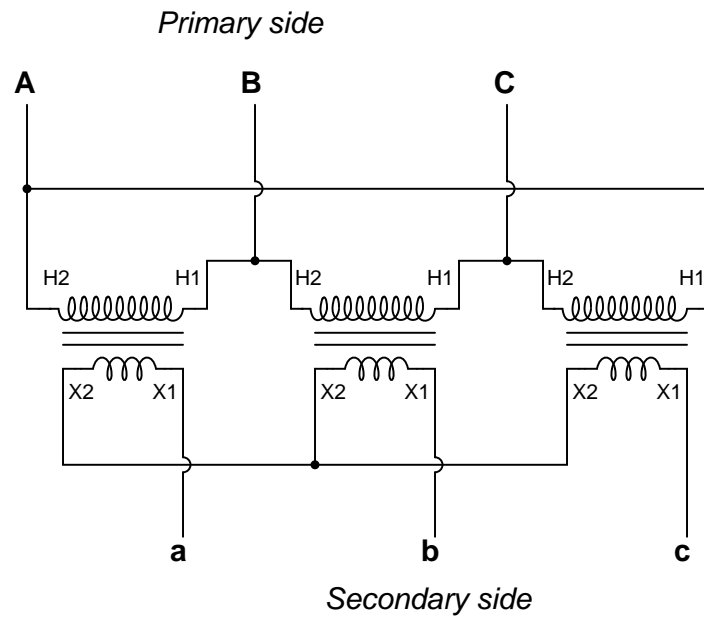 Primary side
A B C
H2 H1 H2 H1 H2 H1
X2 X1 X2 X1 X2 X1
a b c
Secondary side